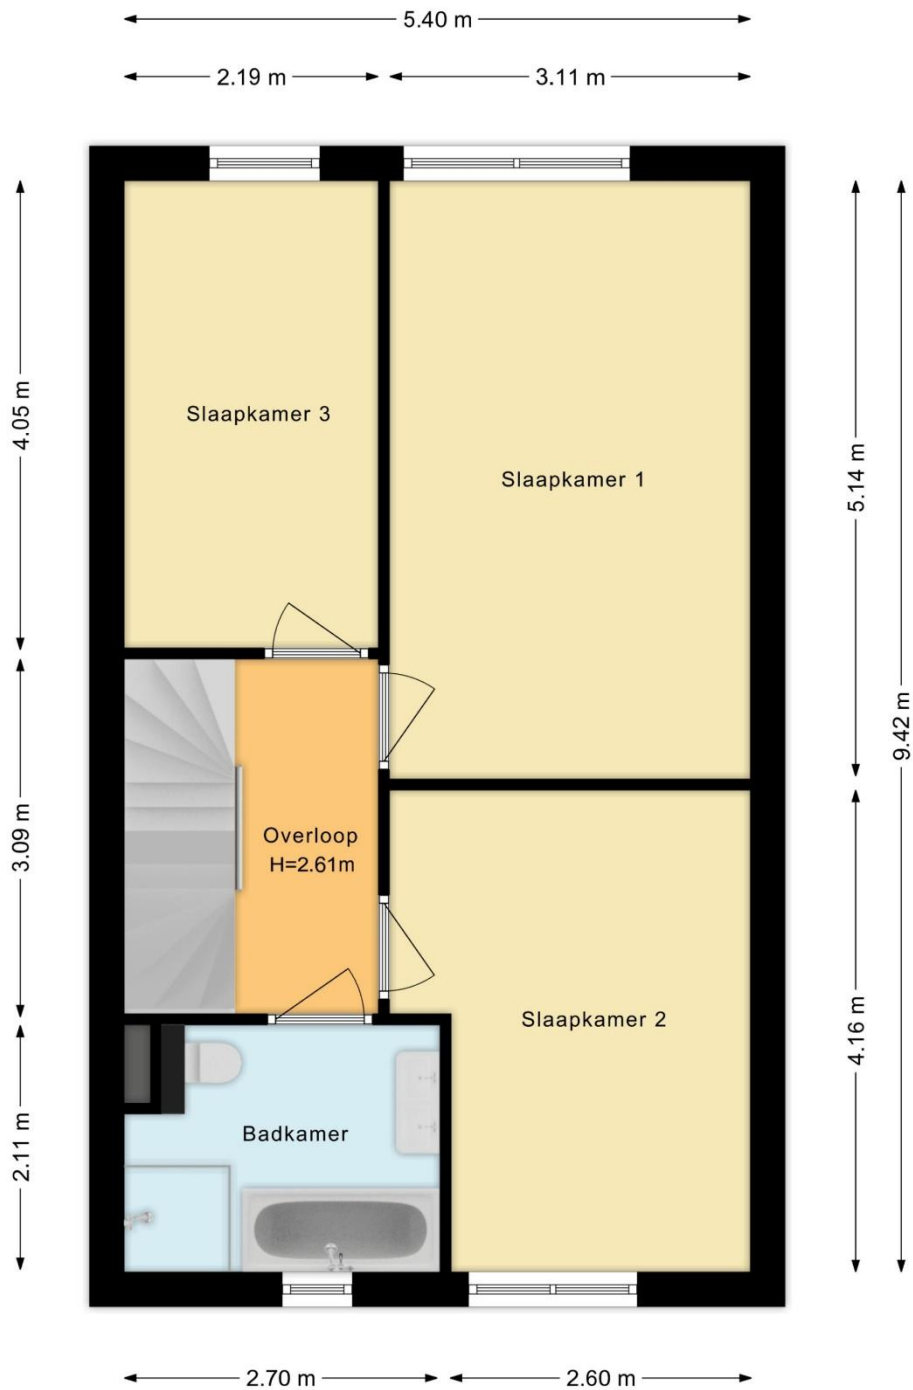 5.40 m
2.19 m
3.11 m
4.05 m
Slaapkamer 3
Slaapkamer 1
5.14 m
9.42 m
3.09 m
Overloop
H=2.61m
Slaapkamer 2
4.16 m
2.11 m
Badkamer
2.70 m
2.60 m